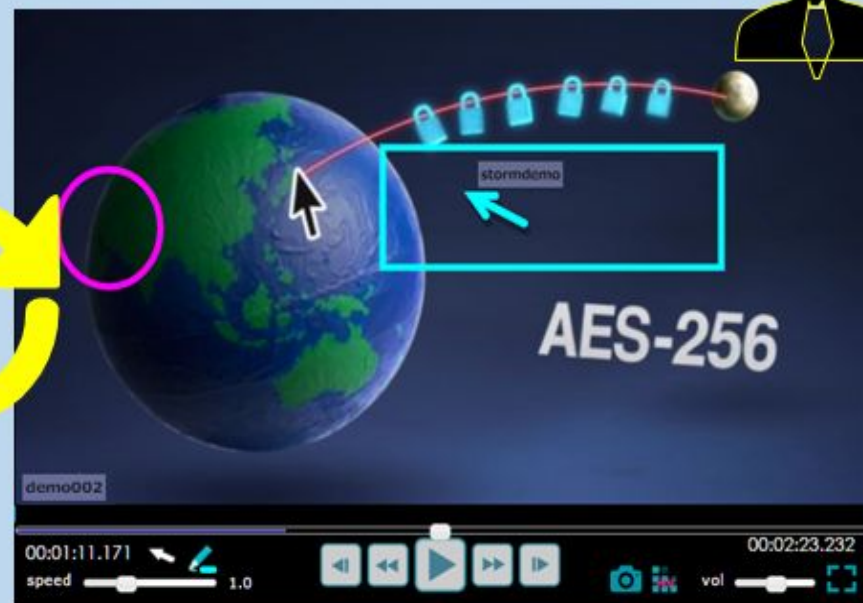 stormdemo
AES-256
demo002
00:01:11.171
00:02:23.232
speed 1.0
vol